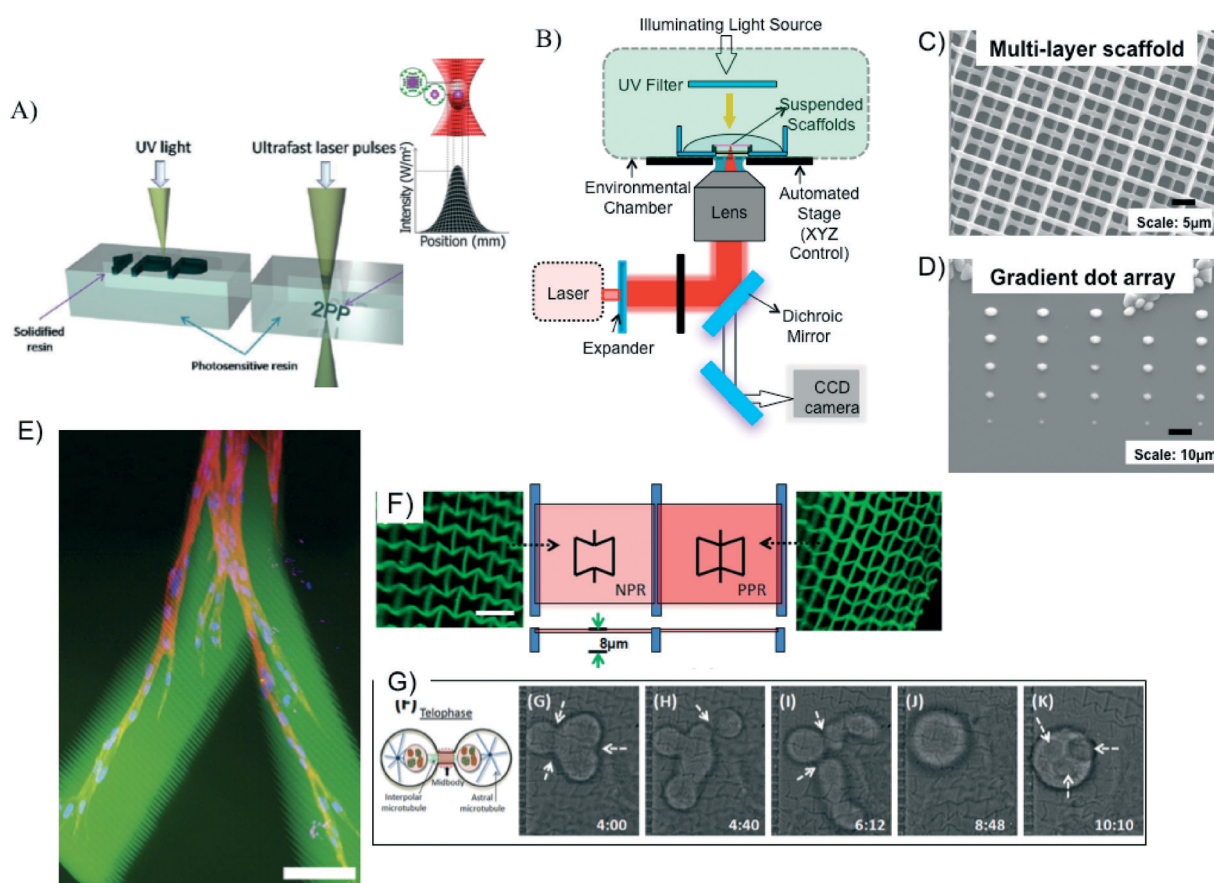 A)
UV light
Ultrafast laser pulses
Intensity (W/m²)
Position (mm)
1PP
2PP
Solidified
resin
Photosensitive resin
B)
Illuminating Light Source
UV Filter
Suspended
Scaffolds
Environmental
Chamber
Lens
Automated
Stage
(XYZ
Control)
Laser
Expander
Dichroic
Mirror
CCD
camera
C)
Multi-layer scaffold
Scale: 5µm
D)
Gradient dot array
Scale: 10µm
E)
F)
NPR
PPR
8µm
G)
(F)
Telophase
Midbody
Interpolar
microtubule
Astral
microtubule
(G)
4:00
(H)
4:40
(I)
6:12
(J)
8:48
(K)
10:10